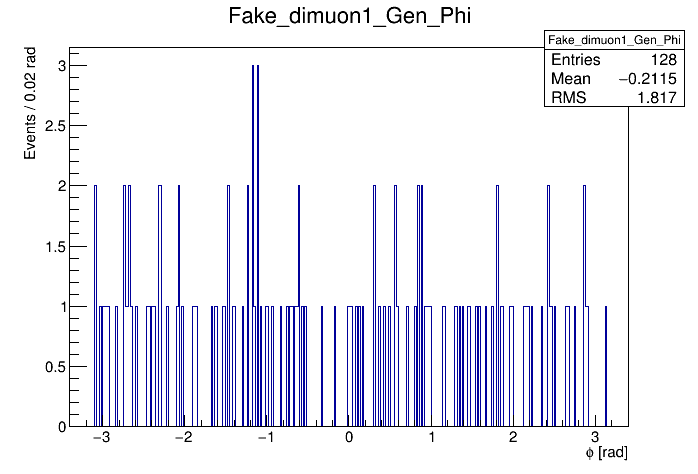 Fake_dimuon1_Gen_Phi
Fake_dimuon1_Gen_Phi
Entries 128
Mean −0.2115
RMS 1.817
Events / 0.02 rad
3
2.5
2
1.5
1
0.5
0
−3 −2 −1 0 1 2 3
ϕ [rad]